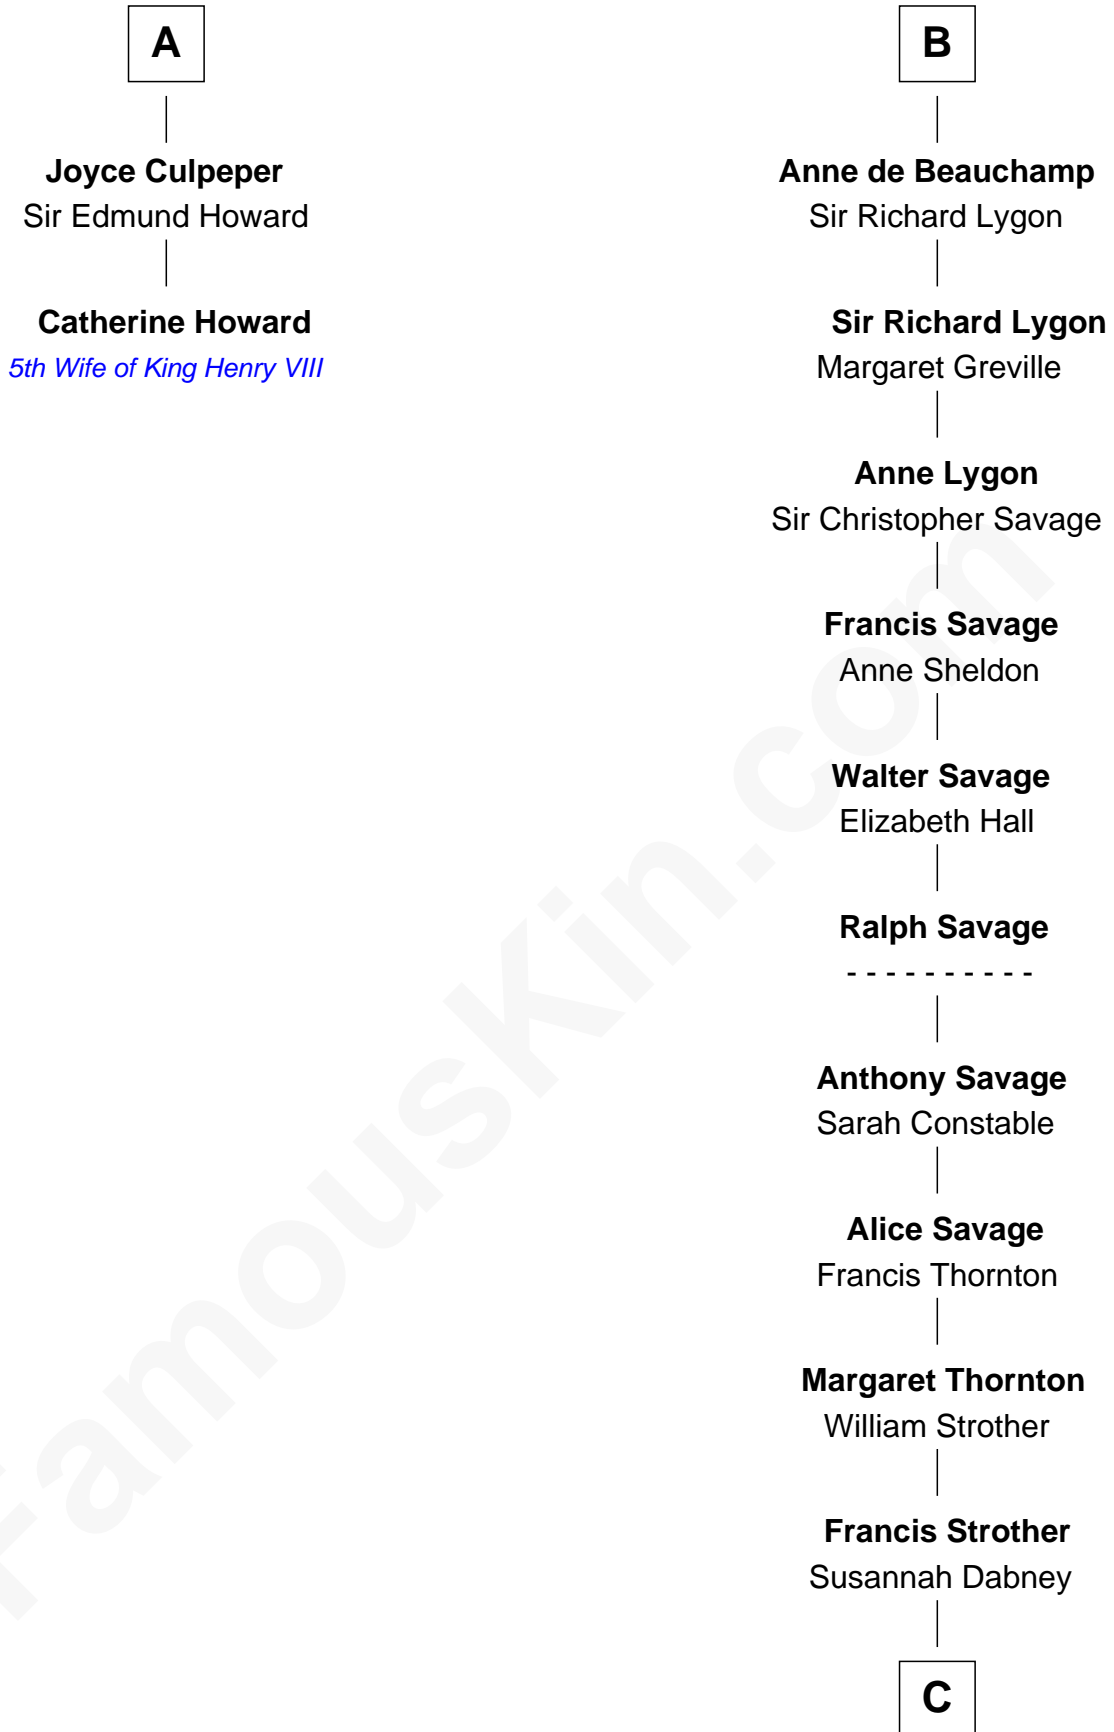 A
Joyce Culpeper
Sir Edmund Howard
Catherine Howard
5th Wife of King Henry VIII
B
Anne de Beauchamp
Sir Richard Lygon
Sir Richard Lygon
Margaret Greville
Anne Lygon
Sir Christopher Savage
Francis Savage
Anne Sheldon
Walter Savage
Elizabeth Hall
Ralph Savage
- - - - - - - - - -
Anthony Savage
Sarah Constable
Alice Savage
Francis Thornton
Margaret Thornton
William Strother
Francis Strother
Susannah Dabney
C
FamousKin.com